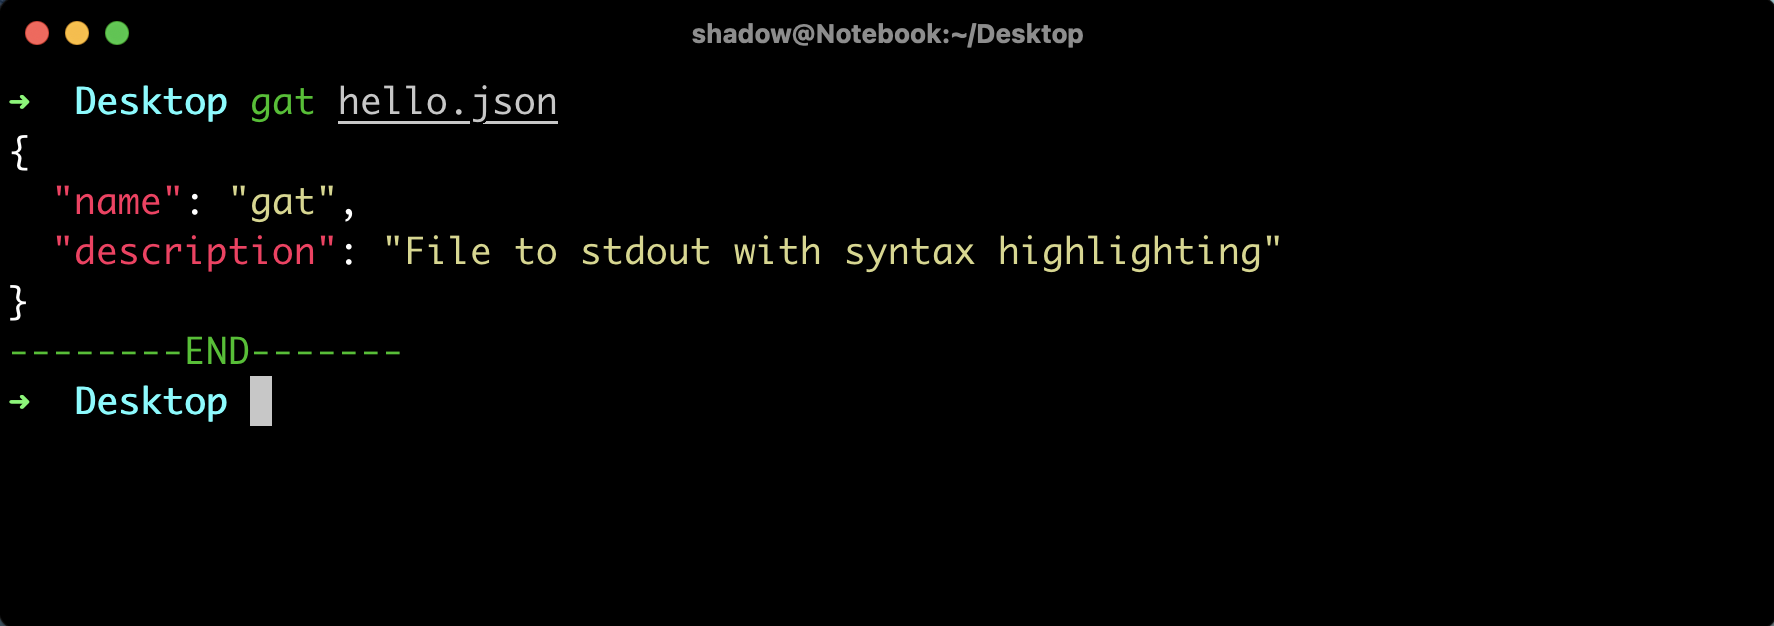 shadow@Notebook:~/Desktop
➜  Desktop gat hello.json
{
  "name": "gat",
  "description": "File to stdout with syntax highlighting"
}
--------END-------
➜  Desktop